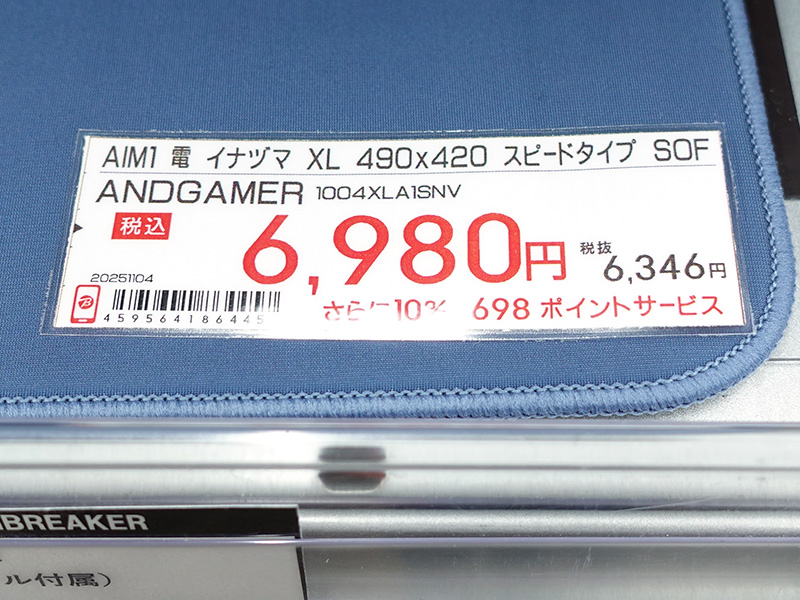 AIM1 電 イナヅマ XL 490x420 スピードタイプ SOF
ANDGAMER 1004XLA1SNV
税込 6,980円 税抜 6,346円
20251104
459564186445
さらに10% 698 ポイントサービス
BREAKER
ル付属)